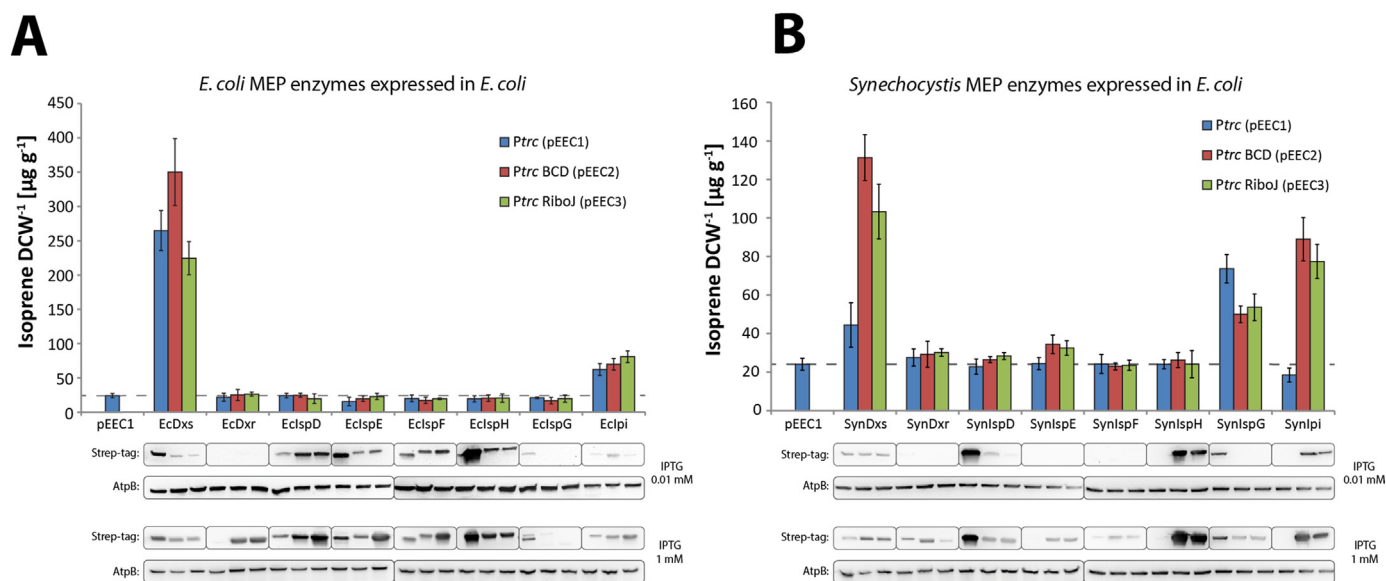 A
E. coli MEP enzymes expressed in E. coli
Isoprene DCW⁻¹ [µg g⁻¹]
450
400
350
300
250
200
150
100
50
0
Ptrc (pEEC1)
Ptrc BCD (pEEC2)
Ptrc RiboJ (pEEC3)
pEEC1 EcDxs EcDxr EcIspD EcIspE EcIspF EcIspH EcIspG EcIpi
Strep-tag:
AtpB:
IPTG
0.01 mM
Strep-tag:
AtpB:
IPTG
1 mM
B
Synechocystis MEP enzymes expressed in E. coli
Isoprene DCW⁻¹ [µg g⁻¹]
160
140
120
100
80
60
40
20
0
Ptrc (pEEC1)
Ptrc BCD (pEEC2)
Ptrc RiboJ (pEEC3)
pEEC1 SynDxs SynDxr SynIspD SynIspE SynIspF SynIspH SynIspG SynIpi
Strep-tag:
AtpB:
IPTG
0.01 mM
Strep-tag:
AtpB:
IPTG
1 mM